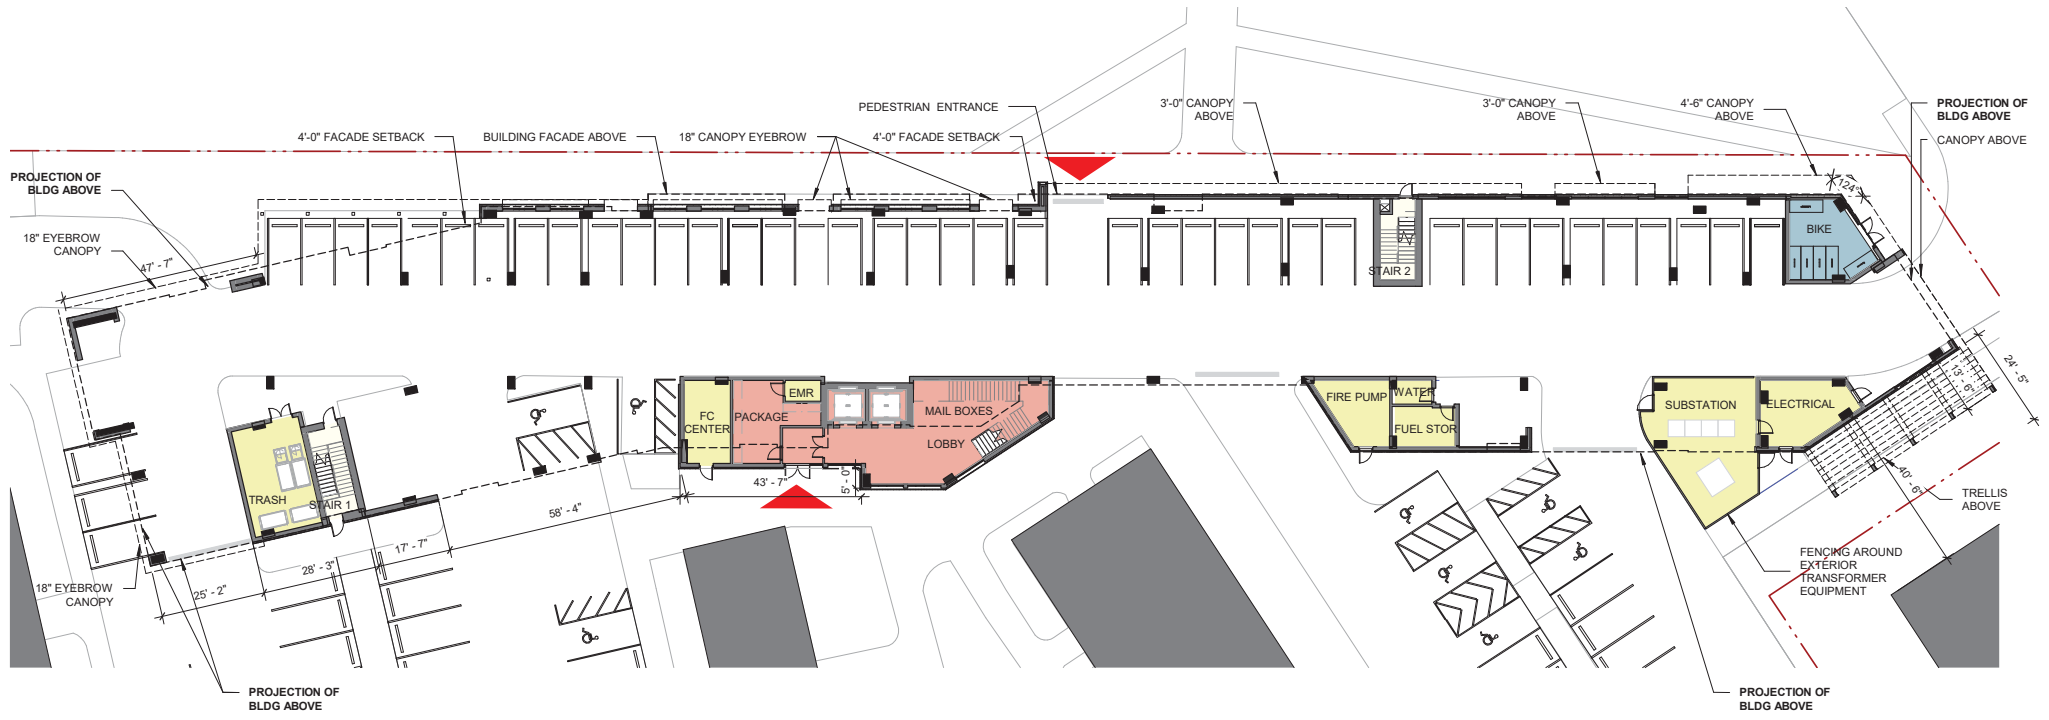 PEDESTRIAN ENTRANCE
3'-0" CANOPY
ABOVE
3'-0" CANOPY
ABOVE
4'-6" CANOPY
ABOVE
PROJECTION OF
BLDG ABOVE
4'-0" FACADE SETBACK
BUILDING FACADE ABOVE
18" CANOPY EYEBROW
4'-0" FACADE SETBACK
CANOPY ABOVE
PROJECTION OF
BLDG ABOVE
124°
18" EYEBROW
CANOPY
47' - 7"
BIKE
STAIR 2
24' - 5"
13' - 6"
EMR
FC
CENTER
PACKAGE
MAIL BOXES
LOBBY
FIRE PUMP
WATER
FUEL STOR
SUBSTATION
ELECTRICAL
40' - 6"
43' - 7"
5' - 0"
TRASH
STAIR 1
58' - 4"
17' - 7"
28' - 3"
25' - 2"
TRELLIS
ABOVE
FENCING AROUND
EXTERIOR
TRANSFORMER
EQUIPMENT
18" EYEBROW
CANOPY
PROJECTION OF
BLDG ABOVE
PROJECTION OF
BLDG ABOVE